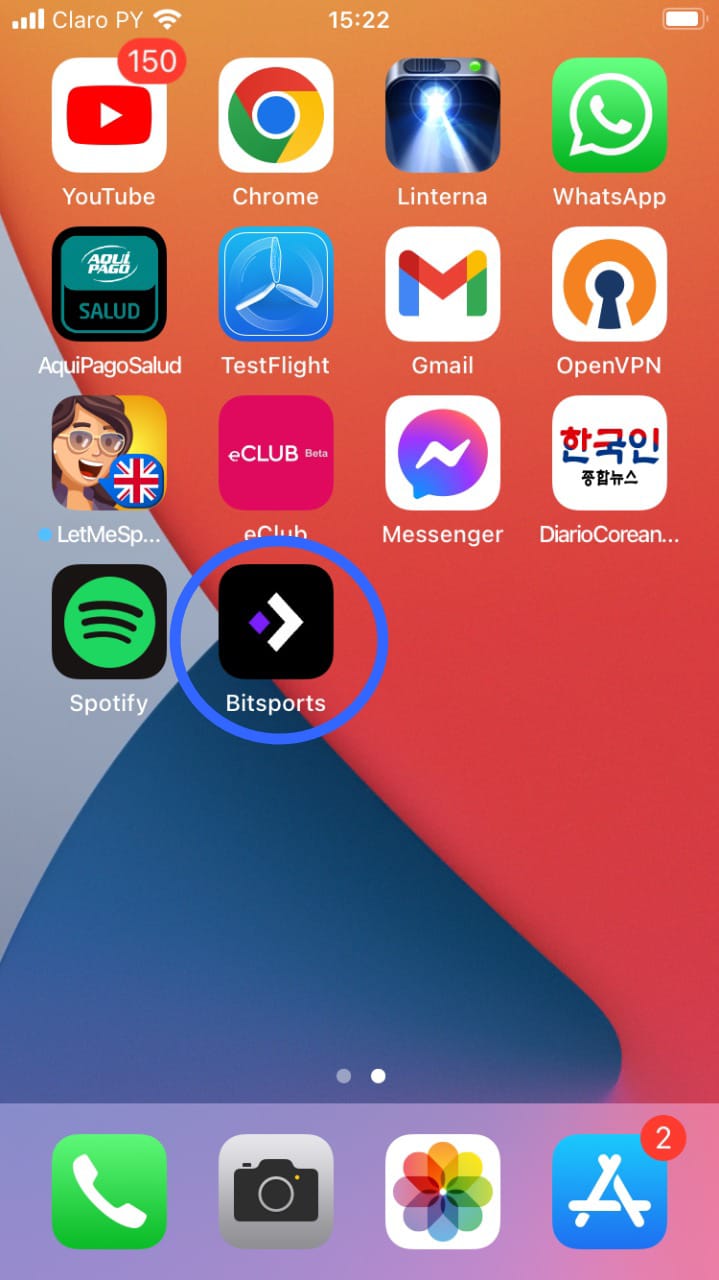 Claro PY
15:22
150
YouTube
Chrome
Linterna
WhatsApp
AQUÍ
PAGO
SALUD
AquiPagoSalud
TestFlight
Gmail
OpenVPN
eCLUB Beta
한국인
종합뉴스
LetMeSp...
eClub
Messenger
DiarioCorean...
Spotify
Bitsports
2